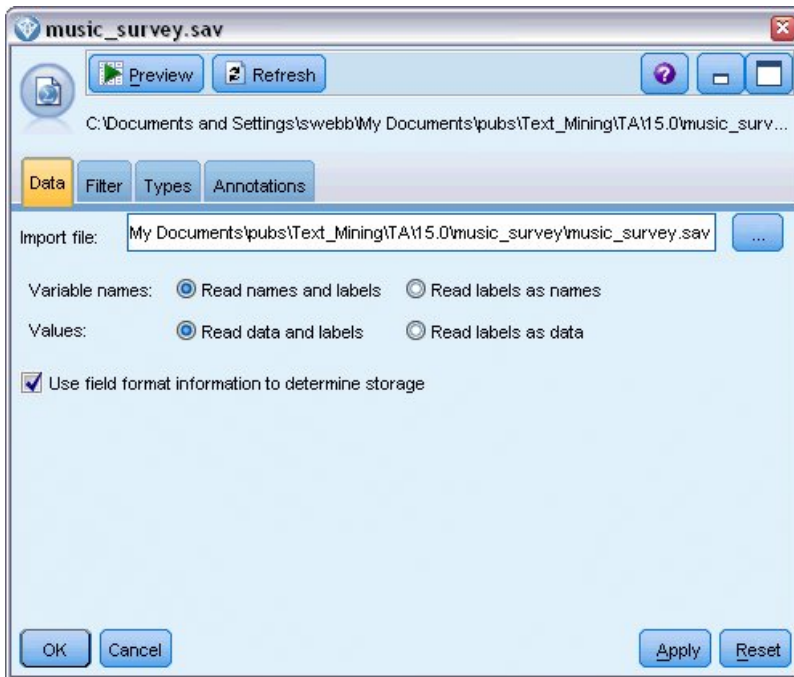 music_survey.sav
Preview Refresh ?
C:\Documents and Settings\swebb\My Documents\pubs\Text_Mining\TA\15.0\music_surv...
Data Filter Types Annotations
Import file: My Documents\pubs\Text_Mining\TA\15.0\music_survey\music_survey.sav ...
Variable names: Read names and labels Read labels as names
Values: Read data and labels Read labels as data
Use field format information to determine storage
OK Cancel Apply Reset